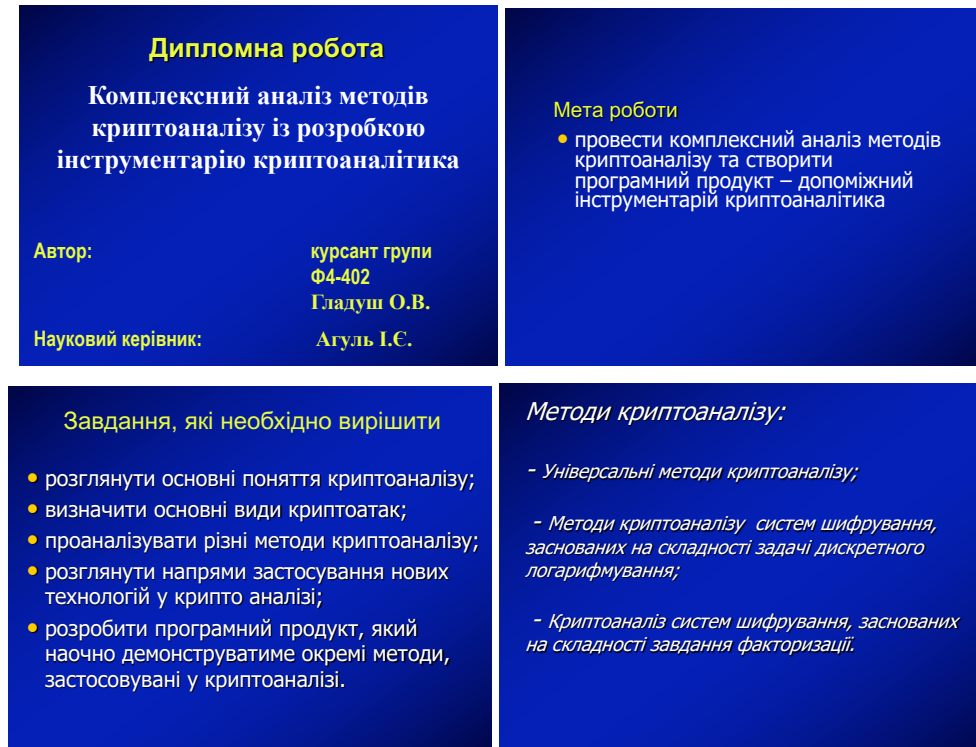 Дипломна робота
Комплексний аналіз методів
криптоаналізу із розробкою
інструментарію криптоаналітика
Автор: курсант групи
Ф4-402
Гладуш О.В.
Науковий керівник: Агуль І.Є.
Мета роботи
• провести комплексний аналіз методів
криптоаналізу та створити
програмний продукт – допоміжний
інструментарій криптоаналітика
Завдання, які необхідно вирішити
• розглянути основні поняття криптоаналізу;
• визначити основні види криптоатак;
• проаналізувати різні методи криптоаналізу;
• розглянути напрями застосування нових
технологій у крипто аналізі;
• розробити програмний продукт, який
наочно демонструватиме окремі методи,
застосовувані у криптоаналізі.
Методи криптоаналізу:
- Універсальні методи криптоаналізу;
- Методи криптоаналізу систем шифрування,
заснованих на складності задачі дискретного
логарифмування;
- Криптоаналіз систем шифрування, заснованих
на складності завдання факторизації.